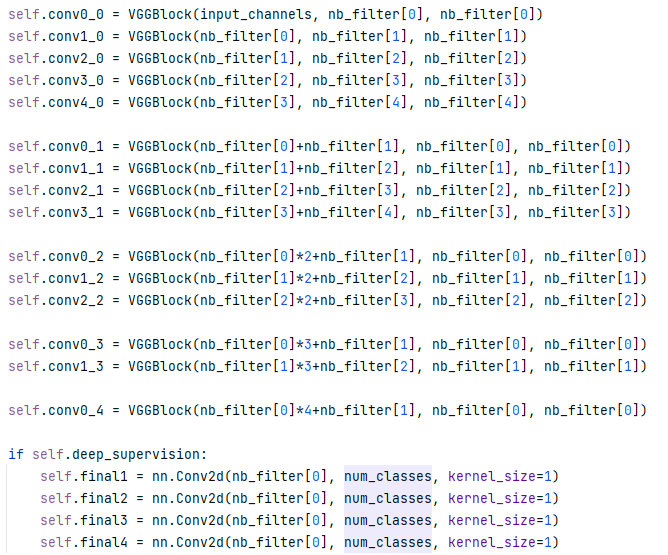 self.conv0_0 = VGGBlock(input_channels, nb_filter[0], nb_filter[0])
self.conv1_0 = VGGBlock(nb_filter[0], nb_filter[1], nb_filter[1])
self.conv2_0 = VGGBlock(nb_filter[1], nb_filter[2], nb_filter[2])
self.conv3_0 = VGGBlock(nb_filter[2], nb_filter[3], nb_filter[3])
self.conv4_0 = VGGBlock(nb_filter[3], nb_filter[4], nb_filter[4])

self.conv0_1 = VGGBlock(nb_filter[0]+nb_filter[1], nb_filter[0], nb_filter[0])
self.conv1_1 = VGGBlock(nb_filter[1]+nb_filter[2], nb_filter[1], nb_filter[1])
self.conv2_1 = VGGBlock(nb_filter[2]+nb_filter[3], nb_filter[2], nb_filter[2])
self.conv3_1 = VGGBlock(nb_filter[3]+nb_filter[4], nb_filter[3], nb_filter[3])

self.conv0_2 = VGGBlock(nb_filter[0]*2+nb_filter[1], nb_filter[0], nb_filter[0])
self.conv1_2 = VGGBlock(nb_filter[1]*2+nb_filter[2], nb_filter[1], nb_filter[1])
self.conv2_2 = VGGBlock(nb_filter[2]*2+nb_filter[3], nb_filter[2], nb_filter[2])

self.conv0_3 = VGGBlock(nb_filter[0]*3+nb_filter[1], nb_filter[0], nb_filter[0])
self.conv1_3 = VGGBlock(nb_filter[1]*3+nb_filter[2], nb_filter[1], nb_filter[1])

self.conv0_4 = VGGBlock(nb_filter[0]*4+nb_filter[1], nb_filter[0], nb_filter[0])

if self.deep_supervision:
    self.final1 = nn.Conv2d(nb_filter[0], num_classes, kernel_size=1)
    self.final2 = nn.Conv2d(nb_filter[0], num_classes, kernel_size=1)
    self.final3 = nn.Conv2d(nb_filter[0], num_classes, kernel_size=1)
    self.final4 = nn.Conv2d(nb_filter[0], num_classes, kernel_size=1)